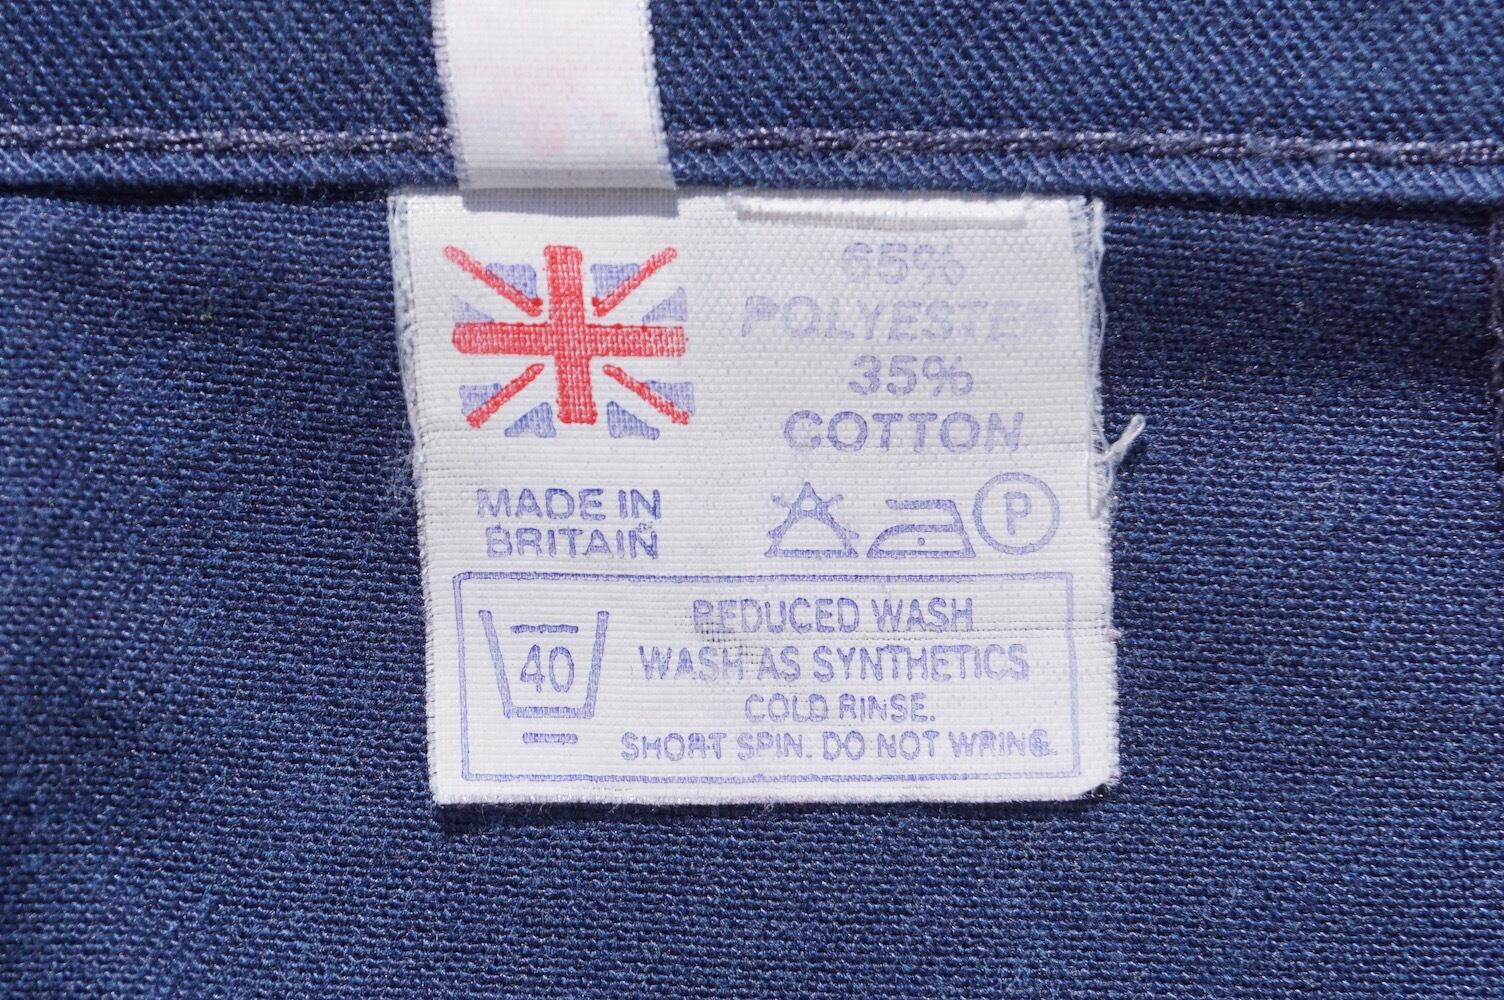 65%
POLYESTER
35%
COTTON
MADE IN
BRITAIN
P
40
REDUCED WASH
WASH AS SYNTHETICS
COLD RINSE.
SHORT SPIN. DO NOT WRING.